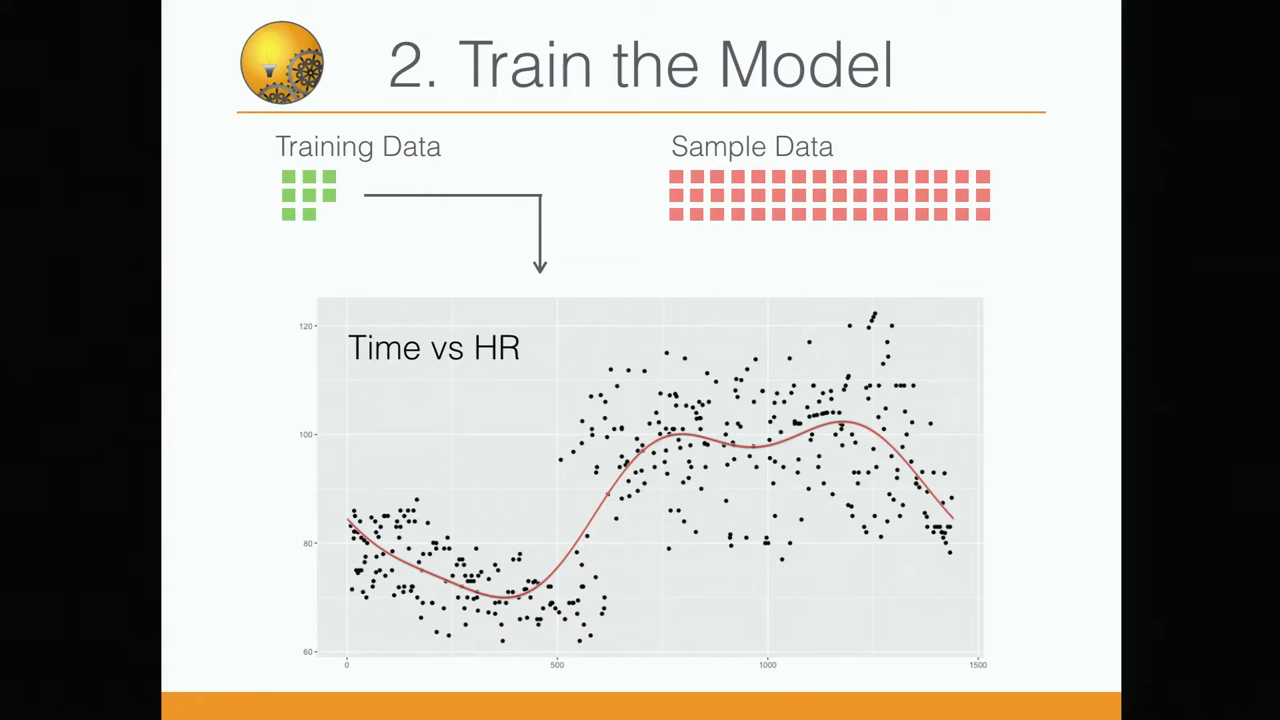 2. Train the Model
Training Data
Sample Data
Time vs HR
120
100
80
60
0
500
1000
1500